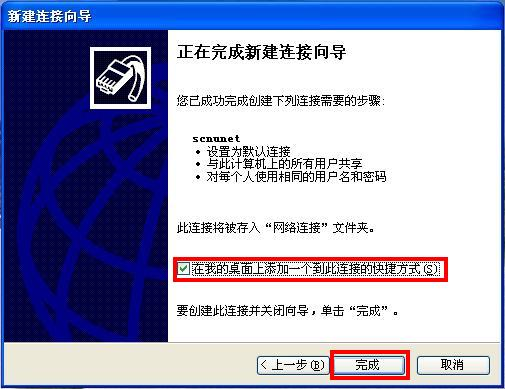 新建连接向导
正在完成新建连接向导
您已成功完成创建下列连接需要的步骤:
scnunet
• 设置为默认连接
• 与此计算机上的所有用户共享
• 对每个人使用相同的用户名和密码
此连接将被存入“网络连接”文件夹。
在我的桌面上添加一个到此连接的快捷方式(S)
要创建此连接并关闭向导,单击“完成”。
< 上一步(B) 完成 取消